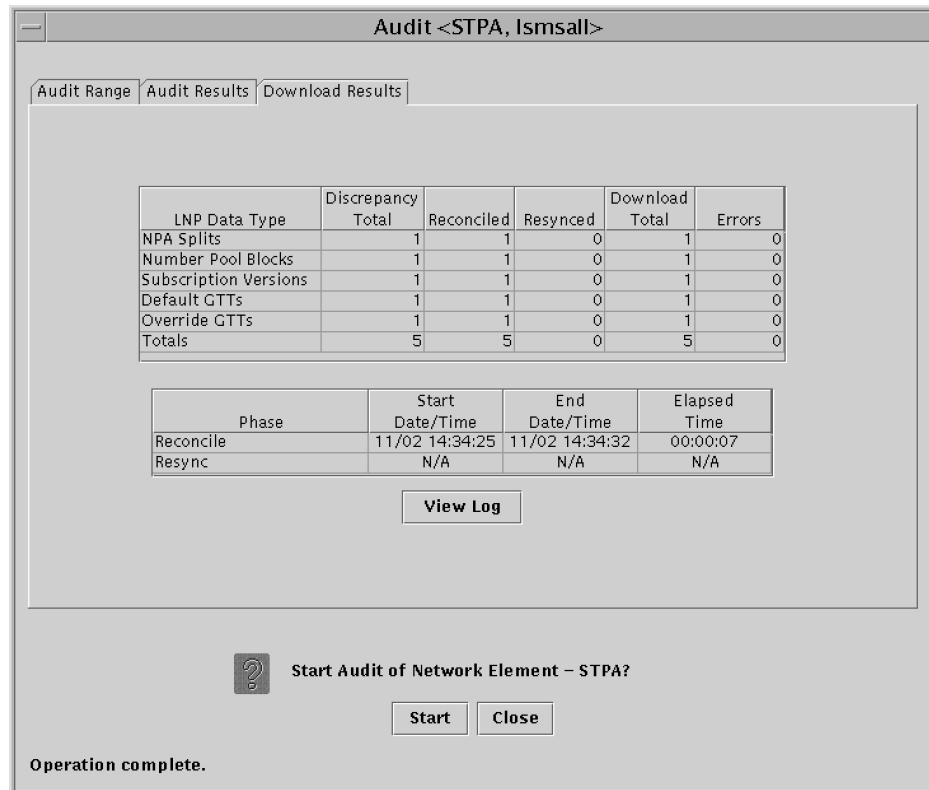 Audit <STPA, lsmsall>
Audit Range Audit Results Download Results
Discrepancy Download
LNP Data Type Total Reconciled Resynced Total Errors
NPA Splits 1 1 0 1 0
Number Pool Blocks 1 1 0 1 0
Subscription Versions 1 1 0 1 0
Default GTTs 1 1 0 1 0
Override GTTs 1 1 0 1 0
Totals 5 5 0 5 0
Start End Elapsed
Phase Date/Time Date/Time Time
Reconcile 11/02 14:34:25 11/02 14:34:32 00:00:07
Resync N/A N/A N/A
View Log
Start Audit of Network Element – STPA?
Start Close
Operation complete.